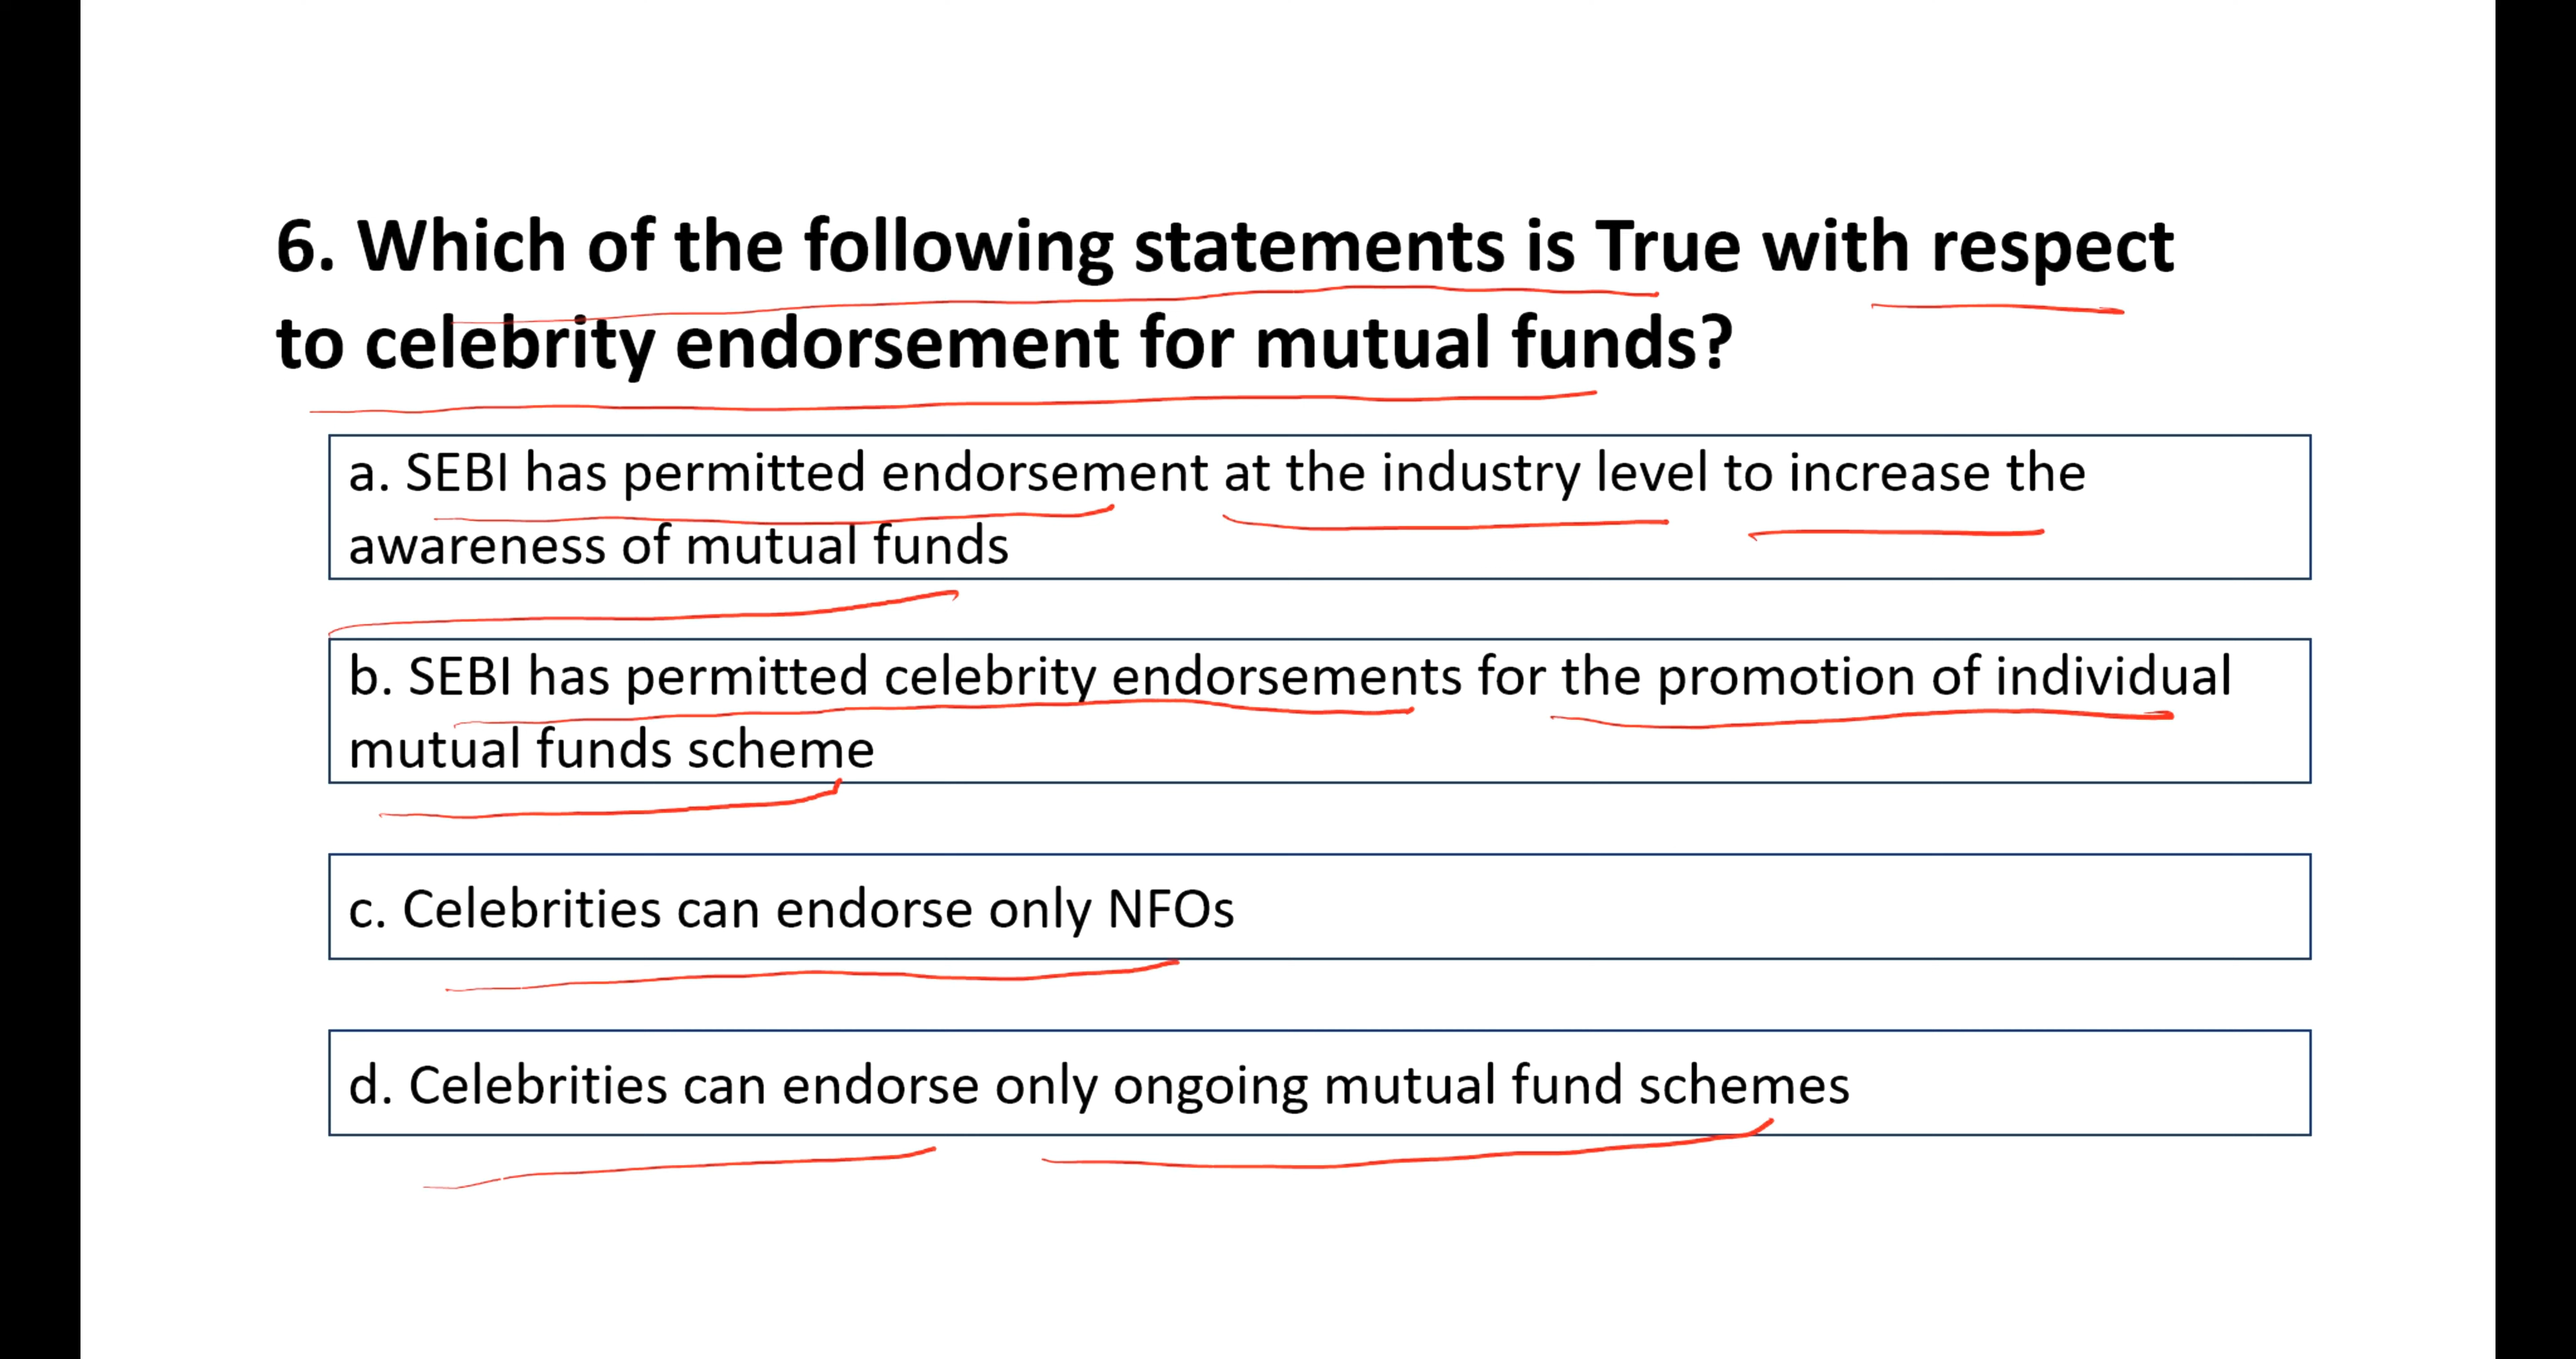 6. Which of the following statements is True with respect
to celebrity endorsement for mutual funds?
a. SEBI has permitted endorsement at the industry level to increase the
awareness of mutual funds
b. SEBI has permitted celebrity endorsements for the promotion of individual
mutual funds scheme
c. Celebrities can endorse only NFOs
d. Celebrities can endorse only ongoing mutual fund schemes